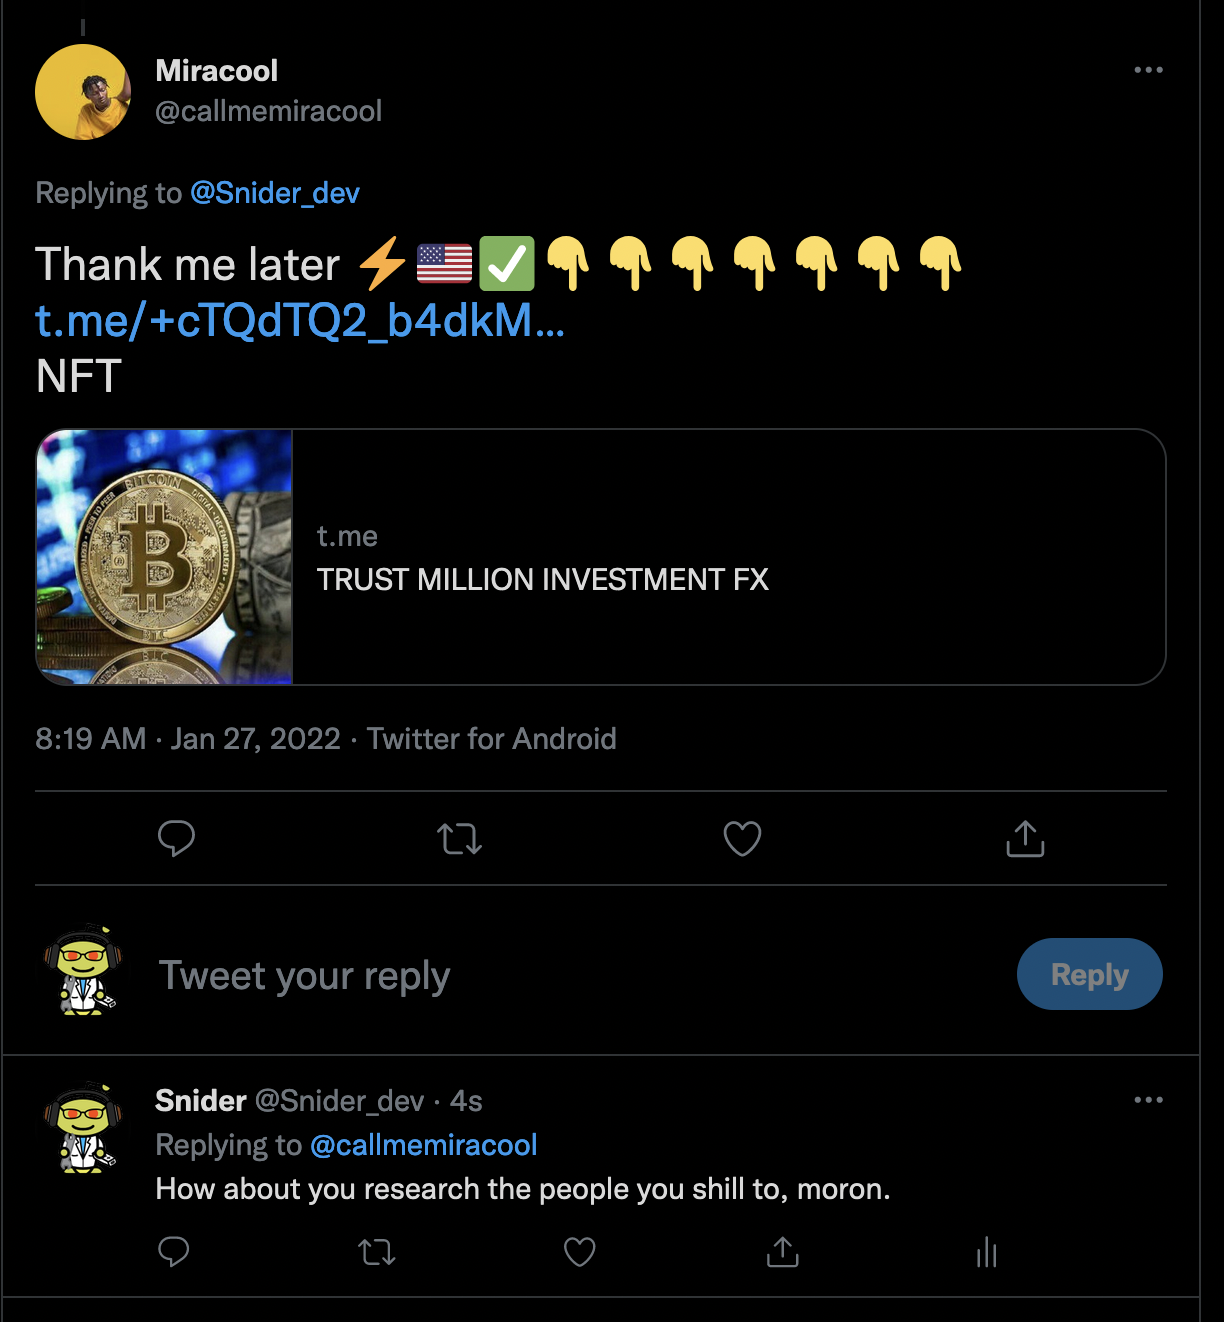 Miracool
@callmemiracool
Replying to @Snider_dev
Thank me later ⚡🇺🇸✅👇👇👇👇👇👇👇
t.me/+cTQdTQ2_b4dkM…
NFT
BITCOIN
t.me
TRUST MILLION INVESTMENT FX
8:19 AM · Jan 27, 2022 · Twitter for Android
Tweet your reply
Reply
Snider @Snider_dev · 4s
Replying to @callmemiracool
How about you research the people you shill to, moron.